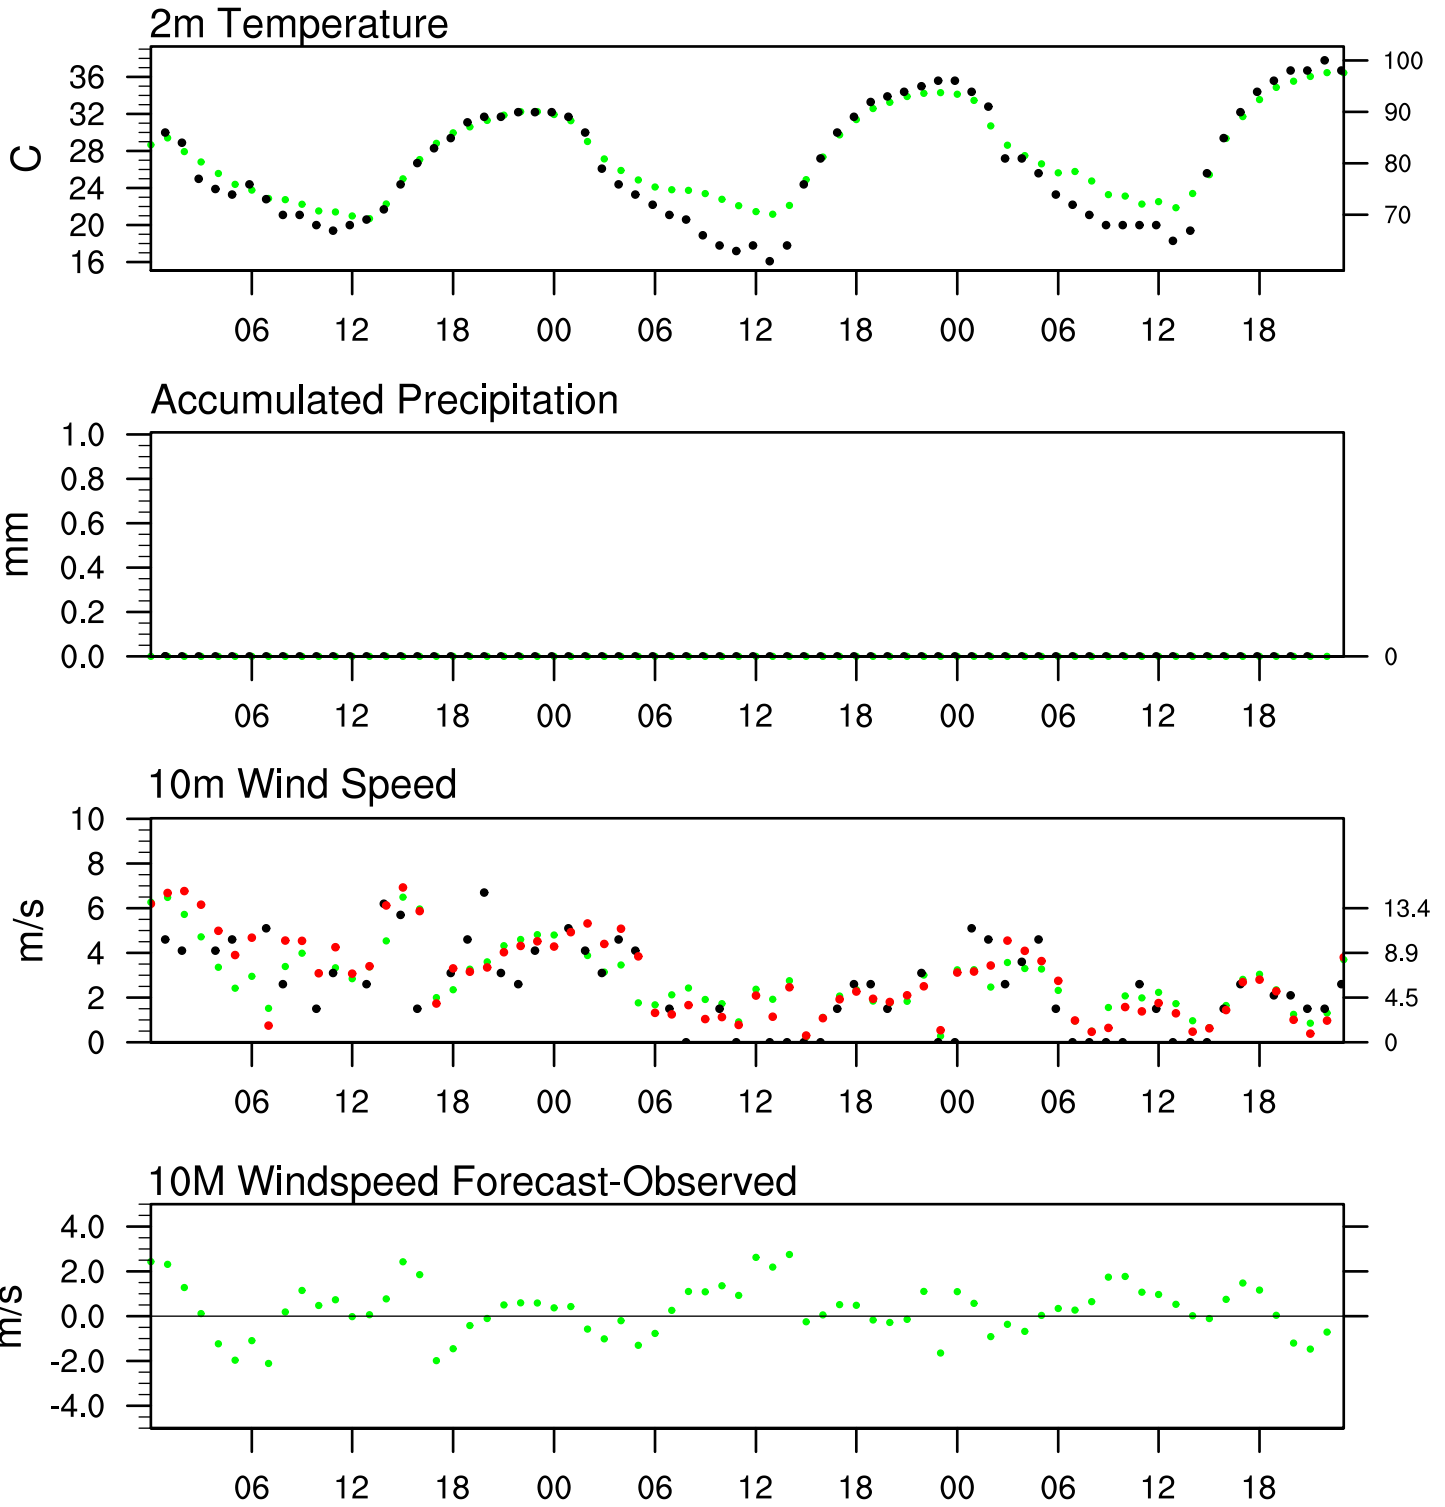 2m Temperature
36 100
32 90
28 80
24
20 70
16
C
06 12 18 00 06 12 18 00 06 12 18
Accumulated Precipitation
1.0
0.8
0.6
0.4
0.2
0.0 0
mm
06 12 18 00 06 12 18 00 06 12 18
10m Wind Speed
10
8
6 13.4
4 8.9
2 4.5
0 0
m/s
06 12 18 00 06 12 18 00 06 12 18
10M Windspeed Forecast-Observed
4.0
2.0
0.0
-2.0
-4.0
m/s
06 12 18 00 06 12 18 00 06 12 18